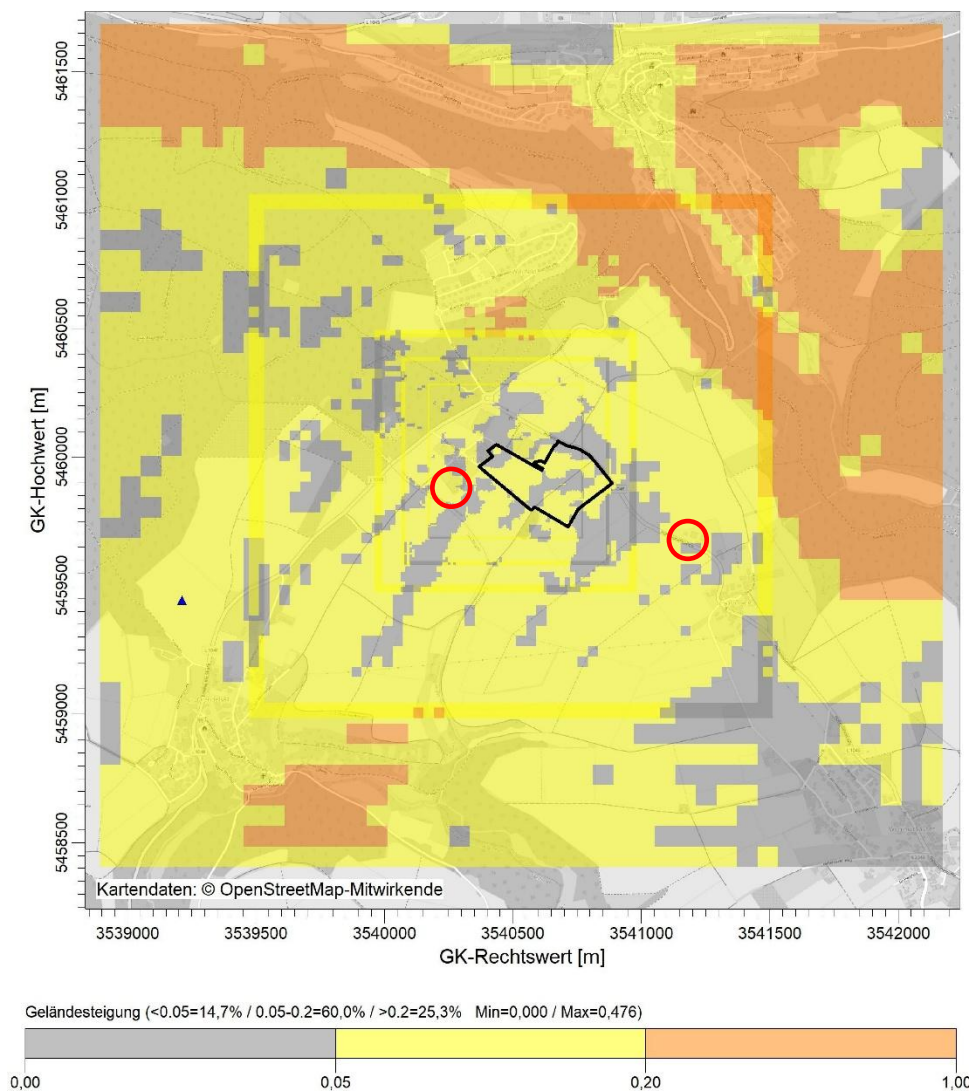 5461500
5461000
5460500
5460000
5459500
5459000
5458500
GK-Hochwert [m]
Kartendaten: © OpenStreetMap-Mitwirkende
3539000 3539500 3540000 3540500 3541000 3541500 3542000
GK-Rechtswert [m]
Geländesteigung (<0.05=14,7% / 0.05-0.2=60,0% / >0.2=25,3% Min=0,000 / Max=0,476)
0,00 0,05 0,20 1,00